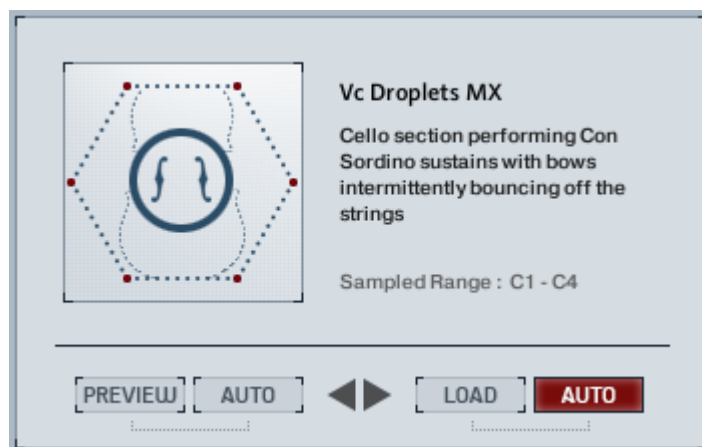 Vc Droplets MX
Cello section performing Con
Sordino sustains with bows
intermittently bouncing off the
strings
Sampled Range : C1 - C4
PREVIEW AUTO LOAD AUTO